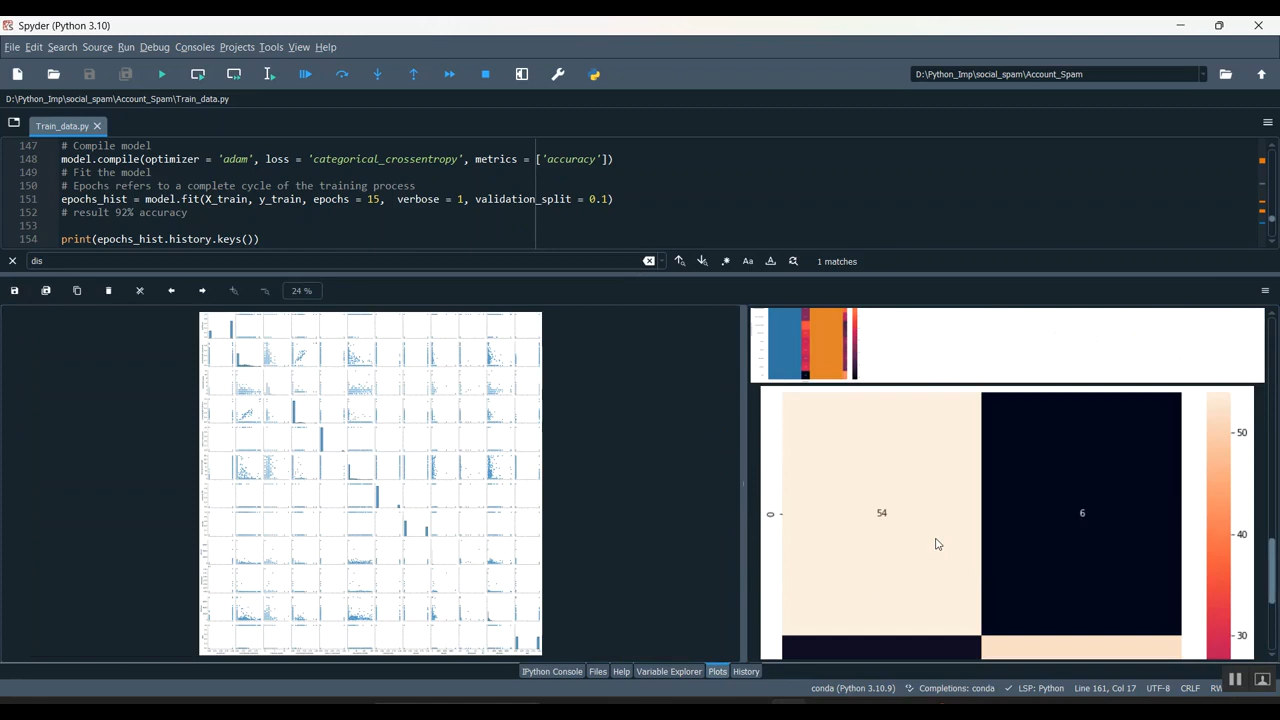 Spyder (Python 3.10)
File Edit Search Source Run Debug Consoles Projects Tools View Help
D:\Python_Imp\social_spam\Account_Spam
D:\Python_Imp\social_spam\Account_Spam\Train_data.py
Train_data.py
147 # Compile model
148 model.compile(optimizer = 'adam', loss = 'categorical_crossentropy', metrics = ['accuracy'])
149 # Fit the model
150 # Epochs refers to a complete cycle of the training process
151 epochs_hist = model.fit(X_train, y_train, epochs = 15,  verbose = 1, validation_split = 0.1)
152 # result 92% accuracy
153
154 print(epochs_hist.history.keys())
dis
Aa
1 matches
24 %
50
0
54
6
40
30
IPython Console Files Help Variable Explorer Plots History
conda (Python 3.10.9) Completions: conda LSP: Python Line 161, Col 17 UTF-8 CRLF RW